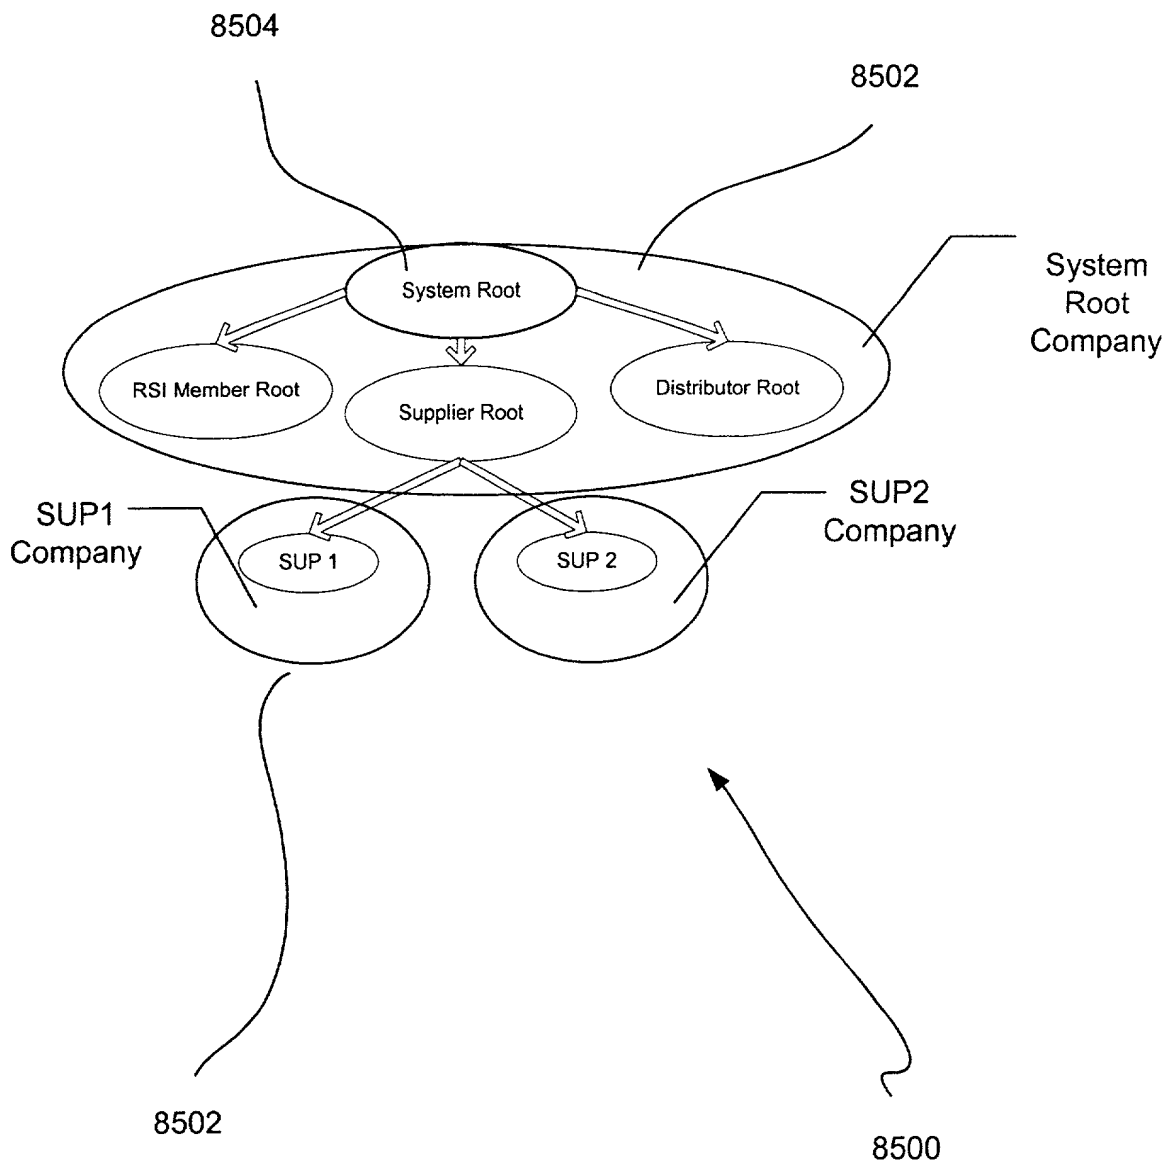 8504
8502
System Root
System
Root
Company
RSI Member Root
Supplier Root
Distributor Root
SUP1
Company
SUP2
Company
SUP 1
SUP 2
8502
8500